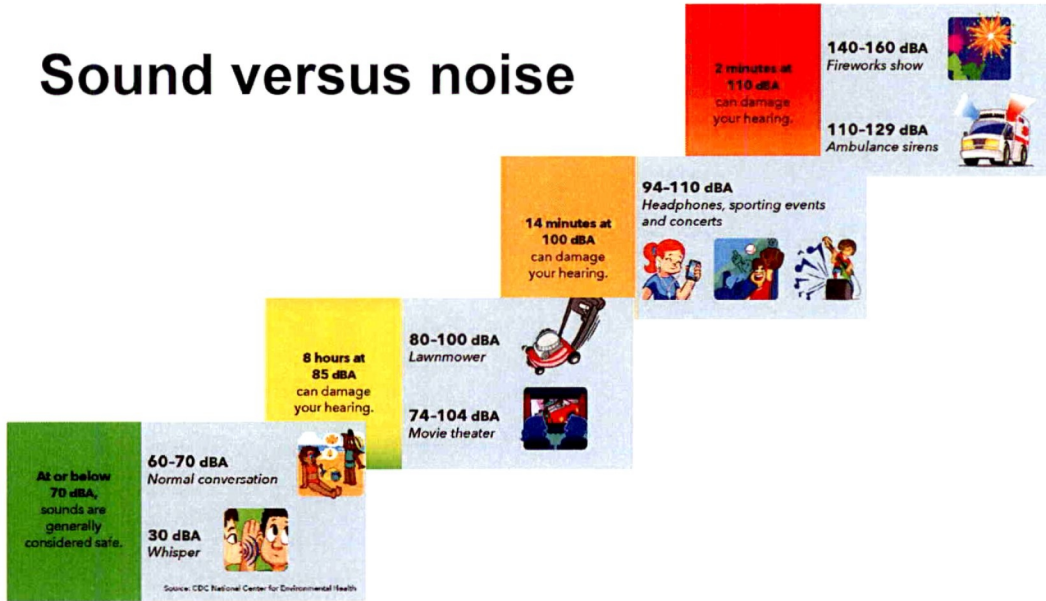 Sound versus noise
2 minutes at
110 dBA
can damage
your hearing.
140-160 dBA
Fireworks show
110-129 dBA
Ambulance sirens
14 minutes at
100 dBA
can damage
your hearing.
94-110 dBA
Headphones, sporting events
and concerts
8 hours at
85 dBA
can damage
your hearing.
80-100 dBA
Lawnmower
74-104 dBA
Movie theater
At or below
70 dBA,
sounds are
generally
considered safe.
60-70 dBA
Normal conversation
30 dBA
Whisper
Source: CDC National Center for Environmental Health